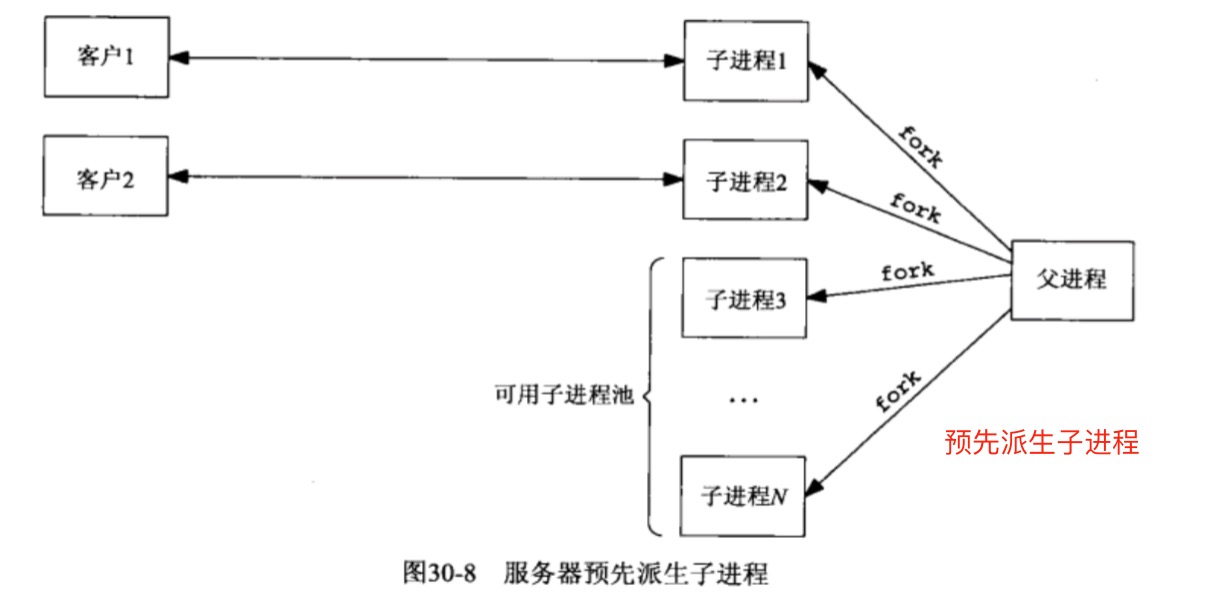 客户1
子进程1
fork
客户2
子进程2
fork
父进程
子进程3
fork
可用子进程池
...
fork
预先派生子进程
子进程N
图30-8 服务器预先派生子进程